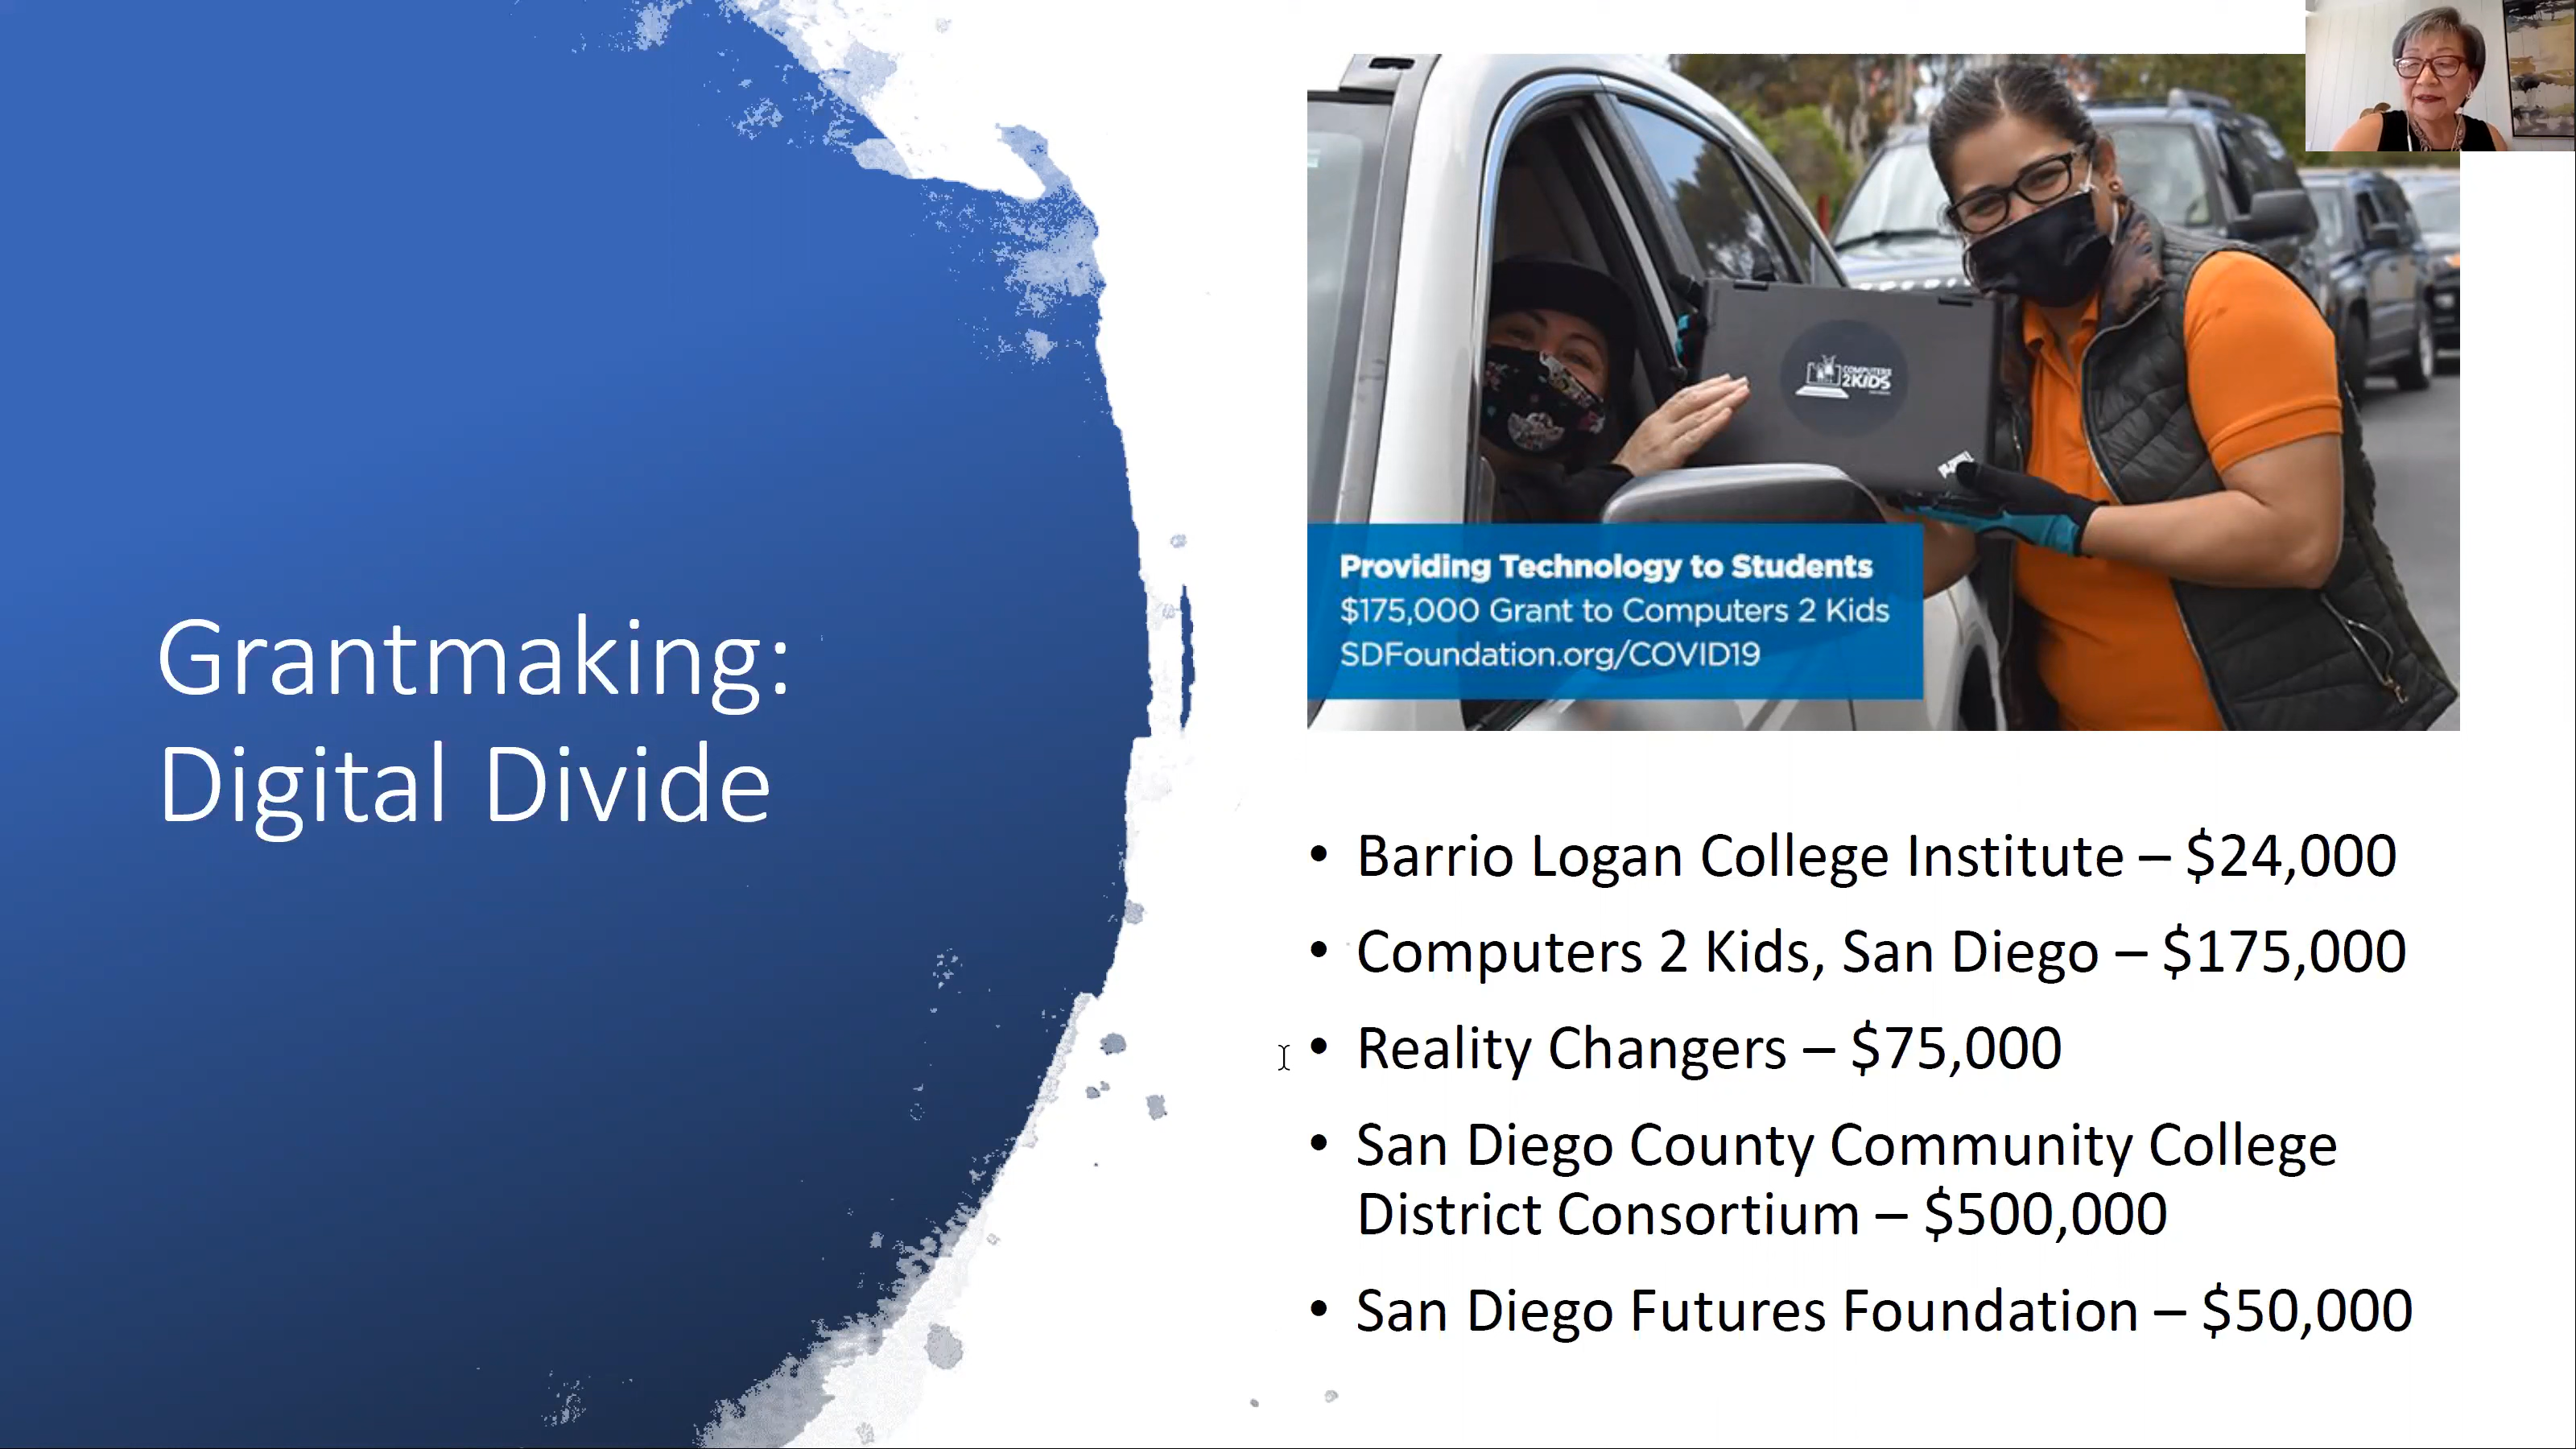 Grantmaking:
Digital Divide
COMPUTERS
2KIDS
Providing Technology to Students
$175,000 Grant to Computers 2 Kids
SDFoundation.org/COVID19
• Barrio Logan College Institute – $24,000
• Computers 2 Kids, San Diego – $175,000
• Reality Changers – $75,000
• San Diego County Community College
District Consortium – $500,000
• San Diego Futures Foundation – $50,000